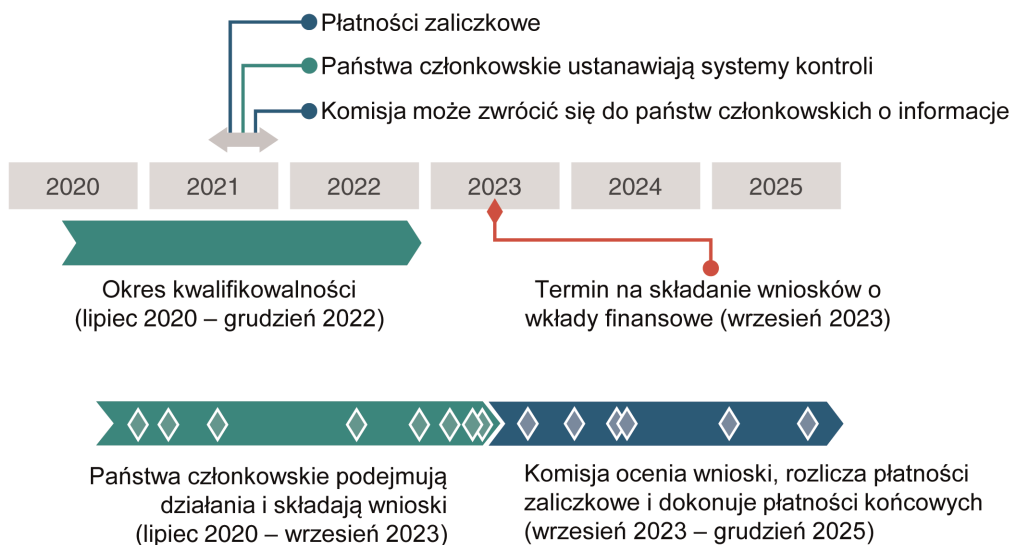 Płatności zaliczkowe
Państwa członkowskie ustanawiają systemy kontroli
Komisja może zwrócić się do państw członkowskich o informacje
2020
2021
2022
2023
2024
2025
Okres kwalifikowalności
(lipiec 2020 – grudzień 2022)
Termin na składanie wniosków o
wkłady finansowe (wrzesień 2023)
Państwa członkowskie podejmują
działania i składają wnioski
(lipiec 2020 – wrzesień 2023)
Komisja ocenia wnioski, rozlicza płatności
zaliczkowe i dokonuje płatności końcowych
(wrzesień 2023 – grudzień 2025)